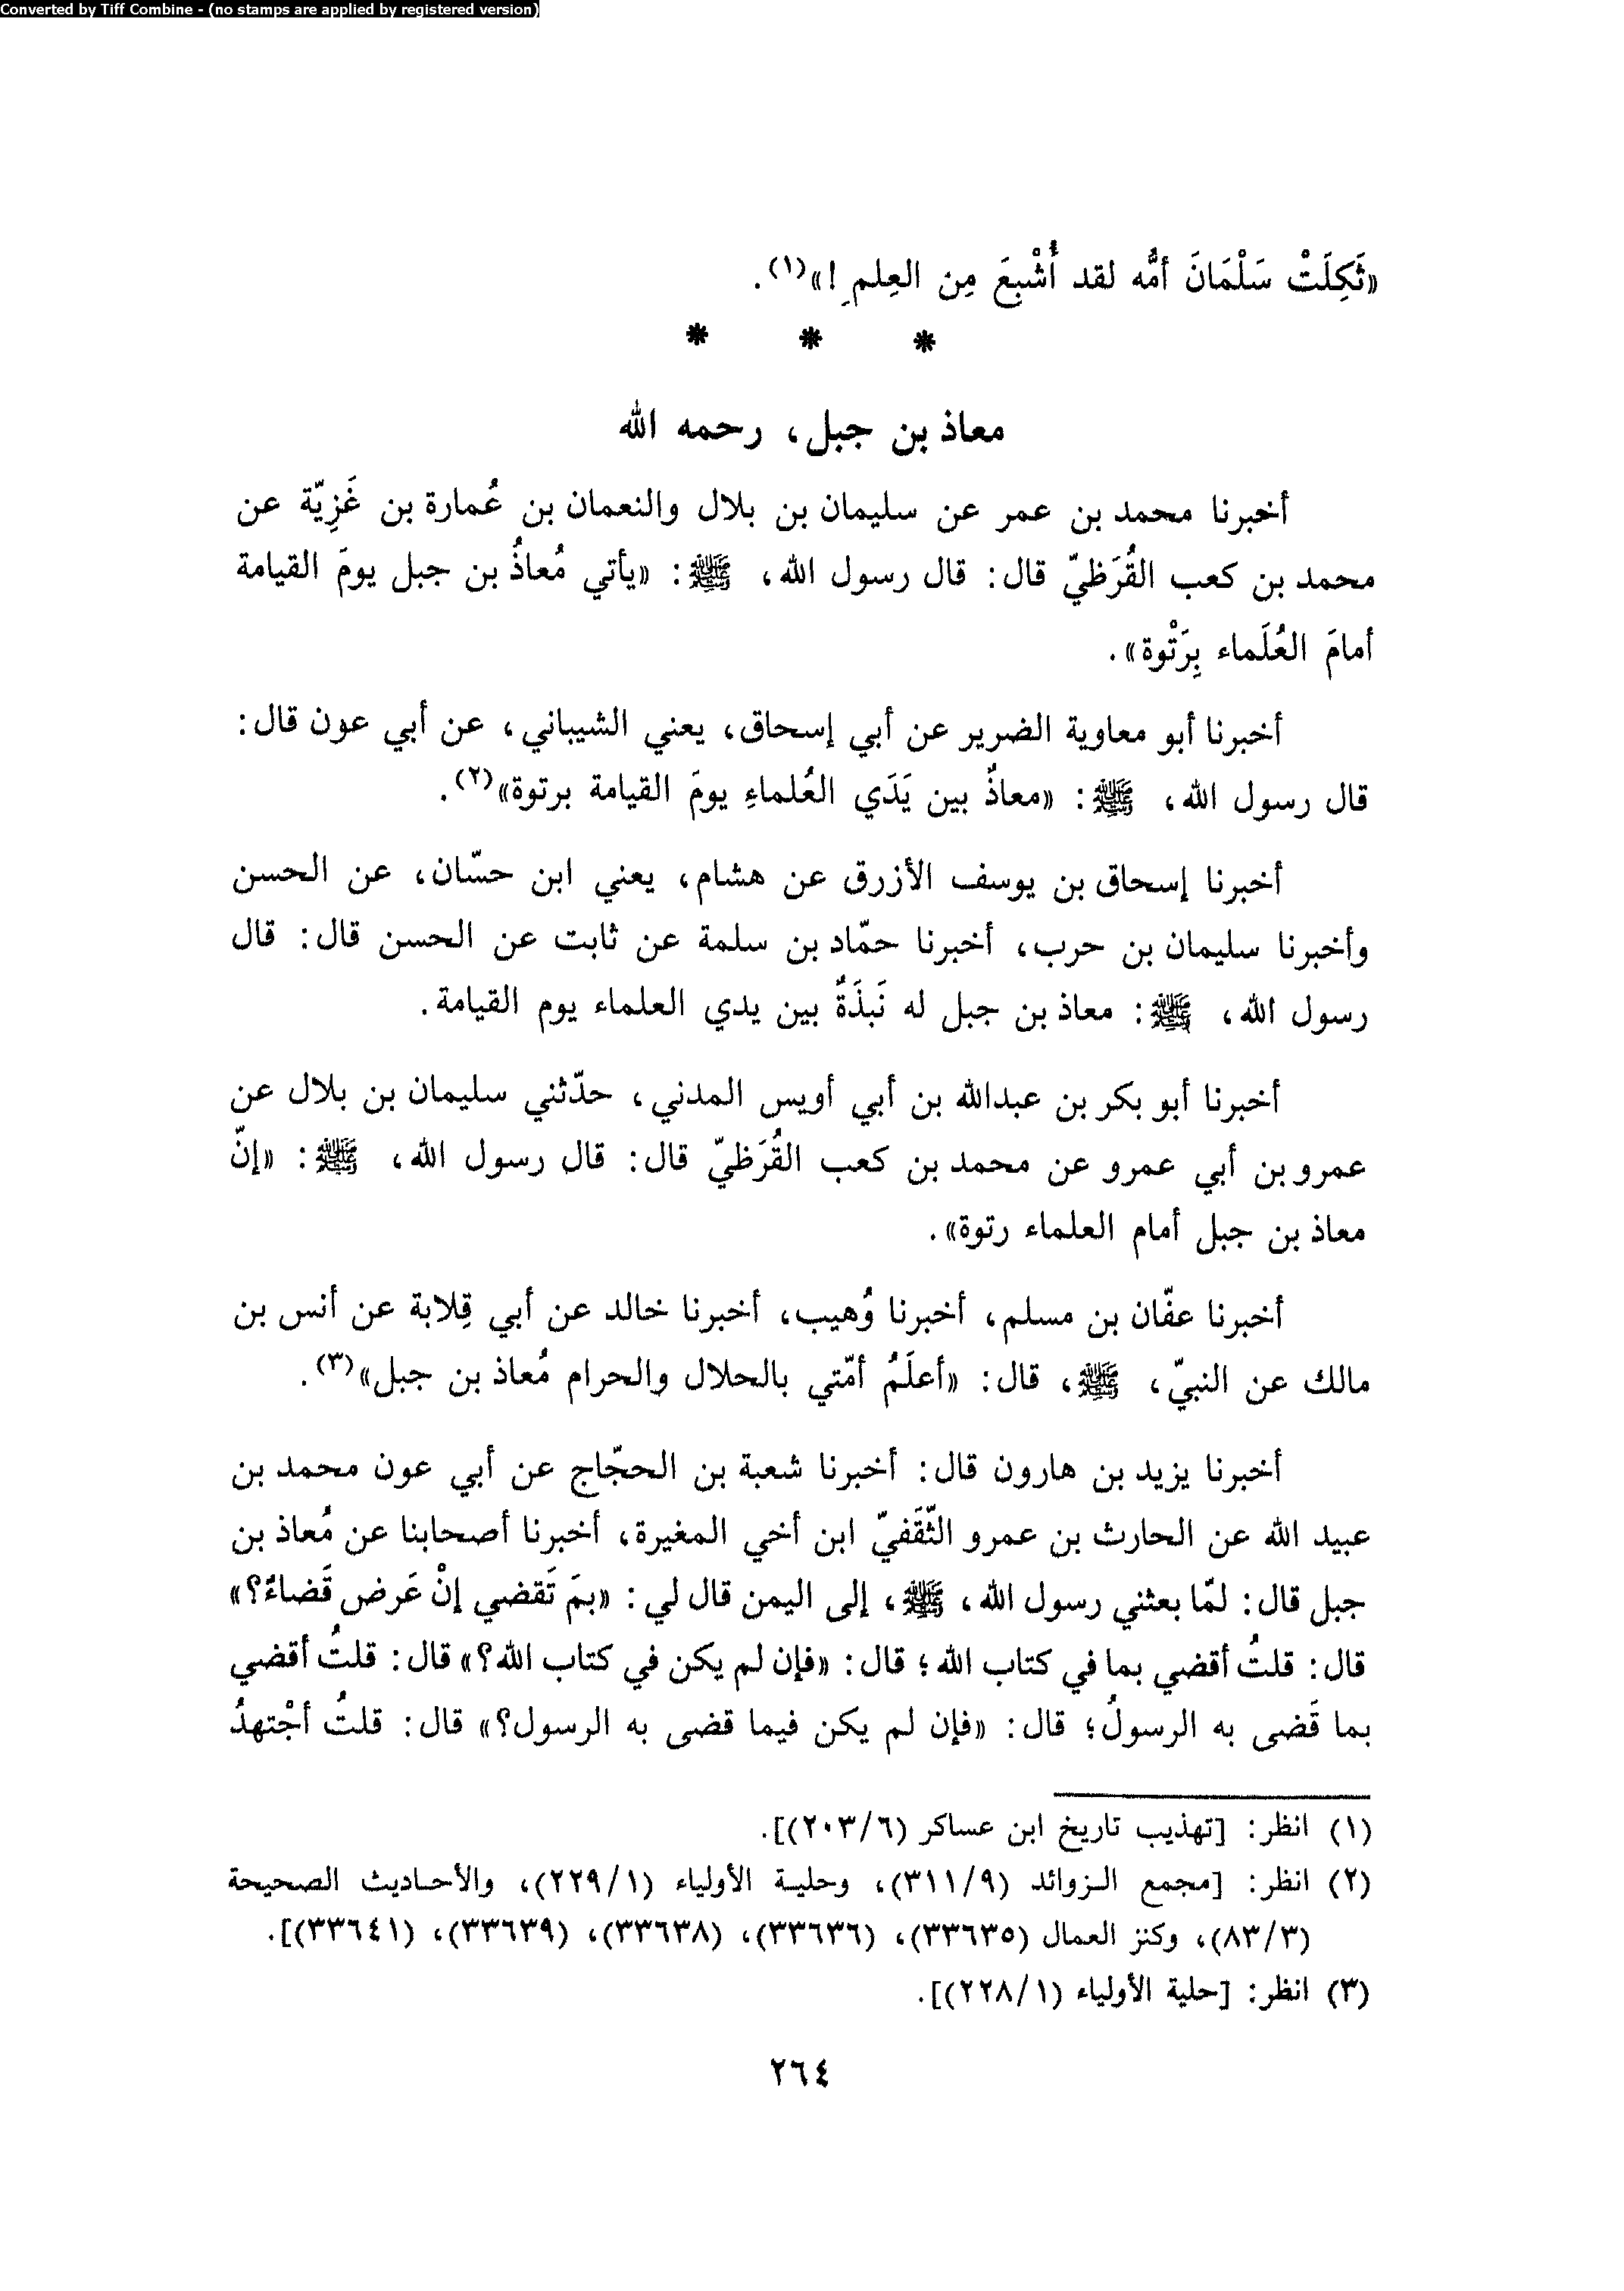 Converted by Tiff Combine - (no stamps are applied by registered version)
«ثَكِلَتْ سَلْمَانَ أمُّه لقد أُشْبِعَ مِن العِلمِ!»(١).
* * *
معاذ بن جبل، رحمه الله
أخبرنا محمد بن عمر عن سليمان بن بلال والنعمان بن عُمارة بن غَزِيّة عن
محمد بن كعب القُرَظيّ قال: قال رسول الله، ﷺ: «يأتي مُعاذُ بن جبل يومَ القيامة
أمامَ العُلَماء بِرَتْوة».
أخبرنا أبو معاوية الضرير عن أبي إسحاق، يعني الشيباني، عن أبي عون قال:
قال رسول الله، ﷺ: «معاذٌ بين يَدَي العُلماءِ يومَ القيامة برتوة»(٢).
أخبرنا إسحاق بن يوسف الأزرق عن هشام، يعني ابن حسّان، عن الحسن
وأخبرنا سليمان بن حرب، أخبرنا حمّاد بن سلمة عن ثابت عن الحسن قال: قال
رسول الله، ﷺ: معاذ بن جبل له نَبذَةٌ بين يدي العلماء يوم القيامة.
أخبرنا أبو بكر بن عبدالله بن أبي أويس المدني، حدّثني سليمان بن بلال عن
عمرو بن أبي عمرو عن محمد بن كعب القُرَظيّ قال: قال رسول الله، ﷺ: «إنّ
معاذ بن جبل أمام العلماء رتوة».
أخبرنا عفّان بن مسلم، أخبرنا وُهيب، أخبرنا خالد عن أبي قِلابة عن أنس بن
مالك عن النبيّ، ﷺ، قال: «أعلَمُ أمّتي بالحلال والحرام مُعاذ بن جبل»(٣).
أخبرنا يزيد بن هارون قال: أخبرنا شعبة بن الحجّاج عن أبي عون محمد بن
عبيد الله عن الحارث بن عمرو الثّقَفيّ ابن أخي المغيرة، أخبرنا أصحابنا عن مُعاذ بن
جبل قال: لمّا بعثني رسول الله، ﷺ، إلى اليمن قال لي: «بمَ تَقضي إنْ عَرض قَضاءٌ؟»
قال: قلتُ أقضي بما في كتاب الله؛ قال: «فإن لم يكن في كتاب الله؟» قال: قلتُ أقضي
بما قَضى به الرسولُ؛ قال: «فإن لم يكن فيما قضى به الرسول؟» قال: قلتُ أجْتهدُ
(١) انظر: [تهذيب تاريخ ابن عساكر (٢٠٣/٦)].
(٢) انظر: [مجمع الزوائد (٣١١/٩)، وحلية الأولياء (٢٢٩/١)، والأحاديث الصحيحة
(٨٣/٣)، وكنز العمال (٣٣٦٣٥)، (٣٣٦٣٦)، (٣٣٦٣٨)، (٣٣٦٣٩)، (٣٣٦٤١)].
(٣) انظر: [حلية الأولياء (٢٢٨/١)].
٢٦٤